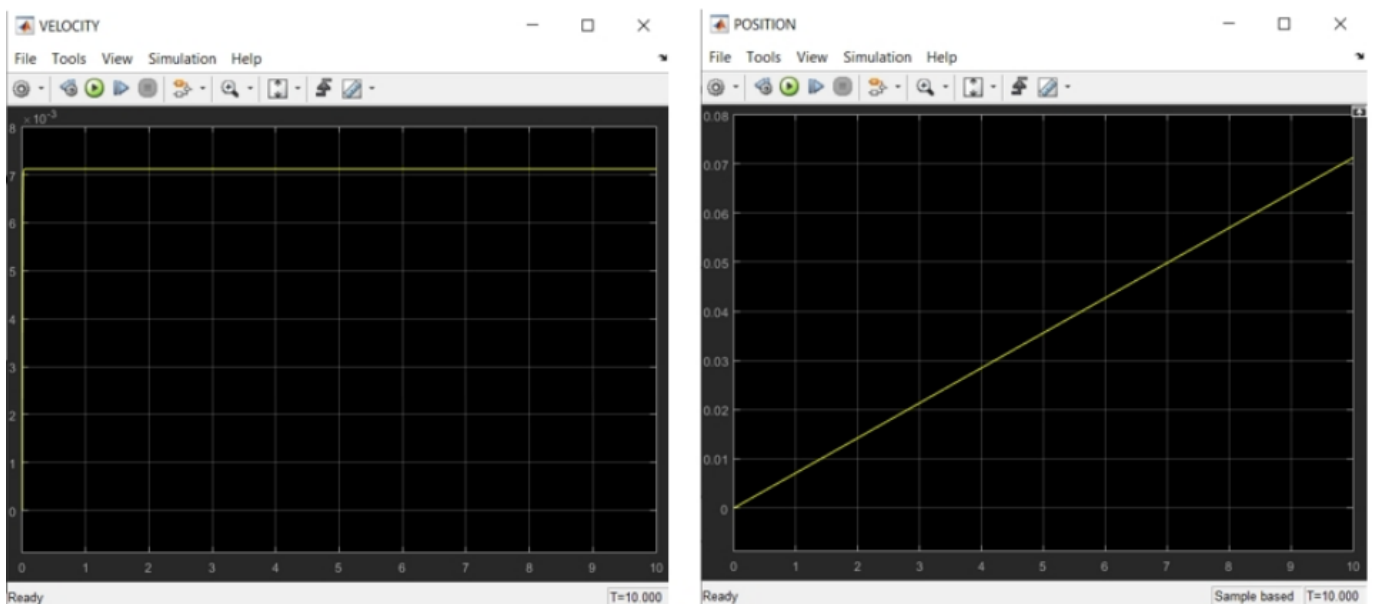 VELOCITY
File Tools View Simulation Help
×10⁻³
8
7
6
5
4
3
2
1
0
0 1 2 3 4 5 6 7 8 9 10
Ready T=10.000
POSITION
File Tools View Simulation Help
0.08
0.07
0.06
0.05
0.04
0.03
0.02
0.01
0
0 1 2 3 4 5 6 7 8 9 10
Ready Sample based T=10.000